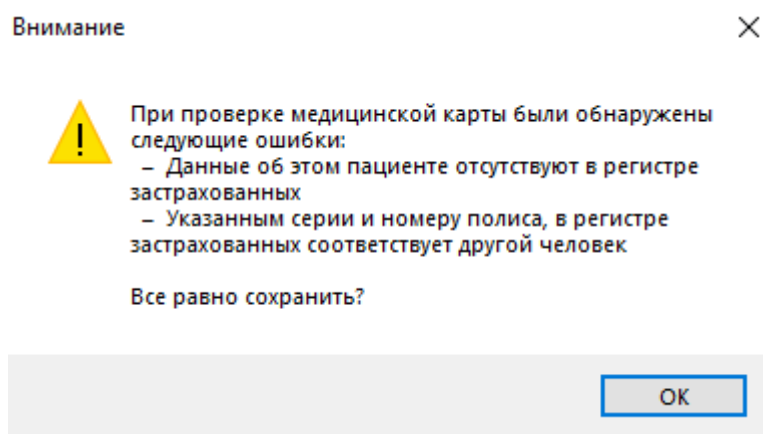 Внимание
При проверке медицинской карты были обнаружены
следующие ошибки:
– Данные об этом пациенте отсутствуют в регистре
застрахованных
– Указанным серии и номеру полиса, в регистре
застрахованных соответствует другой человек
Все равно сохранить?
OK